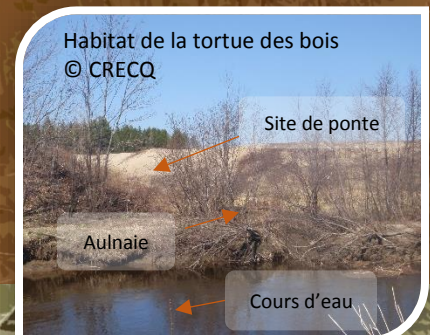 Habitat de la tortue des bois
© CRECQ
Site de ponte
Aulnaie
Cours d'eau